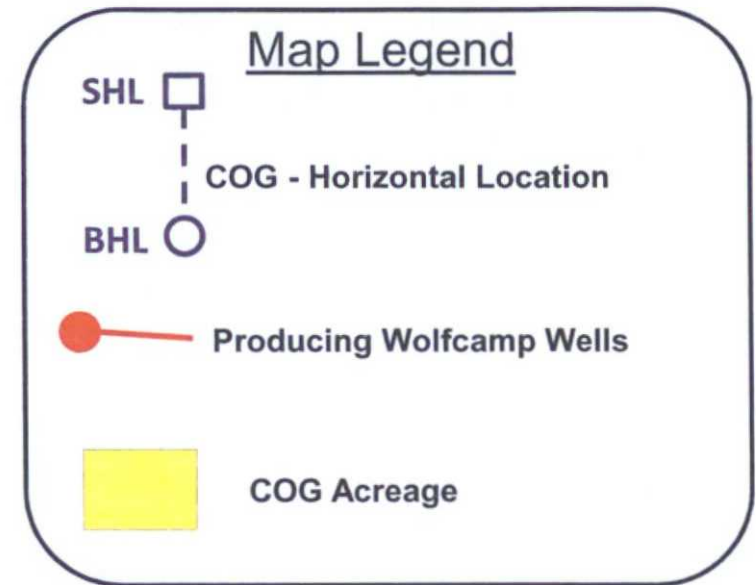 Map Legend
SHL
COG - Horizontal Location
BHL
Producing Wolfcamp Wells
COG Acreage